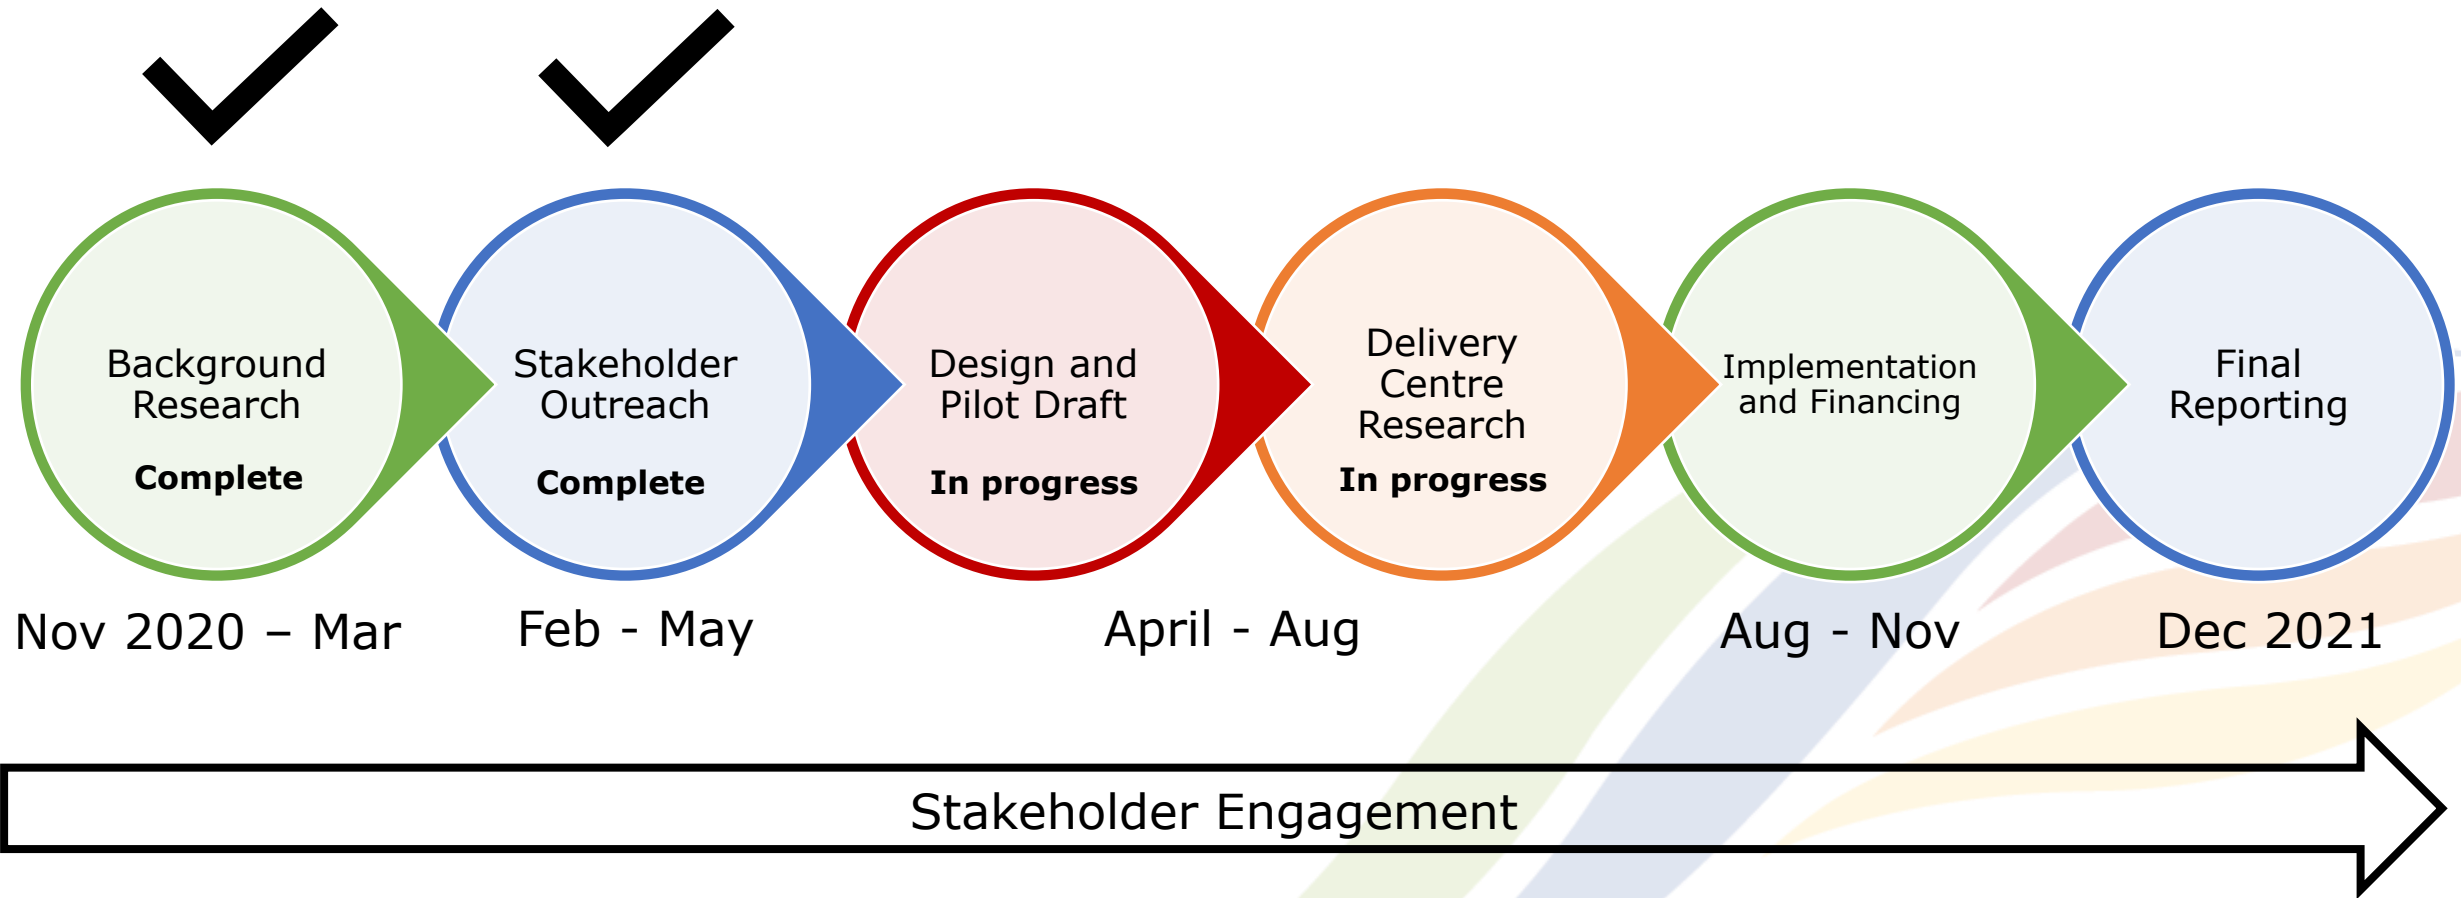 Background
Research
Complete
Stakeholder
Outreach
Complete
Design and
Pilot Draft
In progress
Delivery
Centre
Research
In progress
Implementation
and Financing
Final
Reporting
Nov 2020 – Mar
Feb - May
April - Aug
Aug - Nov
Dec 2021
Stakeholder Engagement